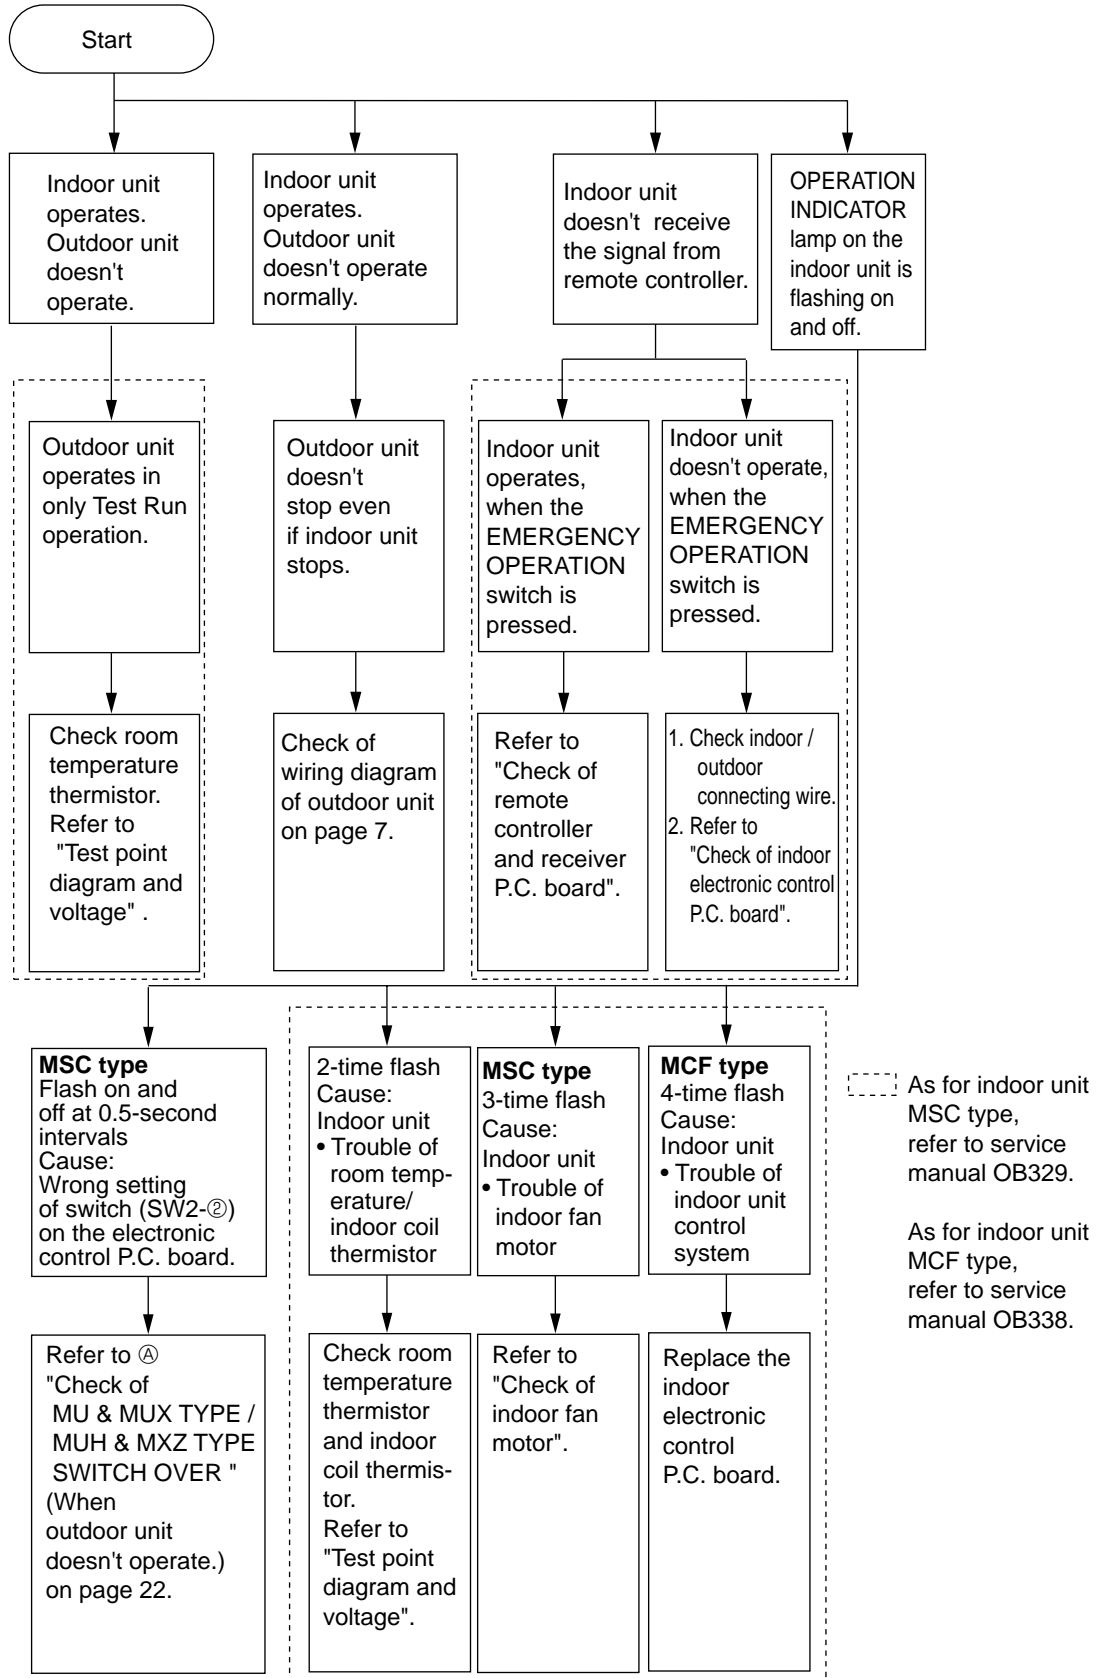 Start
Indoor unit
operates.
Outdoor unit
doesn't
operate.
Indoor unit
operates.
Outdoor unit
doesn't operate
normally.
Indoor unit
doesn't receive
the signal from
remote controller.
OPERATION
INDICATOR
lamp on the
indoor unit is
flashing on
and off.
Outdoor unit
operates in
only Test Run
operation.
Outdoor unit
doesn't
stop even
if indoor unit
stops.
Indoor unit
operates,
when the
EMERGENCY
OPERATION
switch is
pressed.
Indoor unit
doesn't operate,
when the
EMERGENCY
OPERATION
switch is
pressed.
Check room
temperature
thermistor.
Refer to
"Test point
diagram and
voltage" .
Check of
wiring diagram
of outdoor unit
on page 7.
Refer to
"Check of
remote
controller
and receiver
P.C. board".
1. Check indoor /
outdoor
connecting wire.
2. Refer to
"Check of indoor
electronic control
P.C. board".
MSC type
Flash on and
off at 0.5-second
intervals
Cause:
Wrong setting
of switch (SW2-②)
on the electronic
control P.C. board.
2-time flash
Cause:
Indoor unit
• Trouble of
room temp-
erature/
indoor coil
thermistor
MSC type
3-time flash
Cause:
Indoor unit
• Trouble of
indoor fan
motor
MCF type
4-time flash
Cause:
Indoor unit
• Trouble of
indoor unit
control
system
As for indoor unit
MSC type,
refer to service
manual OB329.
As for indoor unit
MCF type,
refer to service
manual OB338.
Refer to Ⓐ
"Check of
MU & MUX TYPE /
MUH & MXZ TYPE
SWITCH OVER "
(When
outdoor unit
doesn't operate.)
on page 22.
Check room
temperature
thermistor
and indoor
coil thermis-
tor.
Refer to
"Test point
diagram and
voltage".
Refer to
"Check of
indoor fan
motor".
Replace the
indoor
electronic
control
P.C. board.